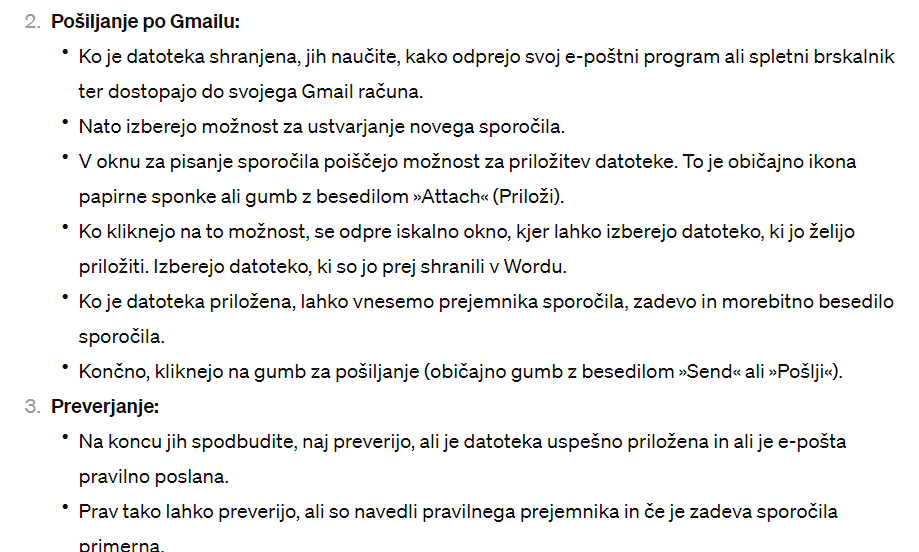 2. Pošiljanje po Gmailu:
• Ko je datoteka shranjena, jih naučite, kako odprejo svoj e-poštni program ali spletni brskalnik
ter dostopajo do svojega Gmail računa.
• Nato izberejo možnost za ustvarjanje novega sporočila.
• V oknu za pisanje sporočila poiščejo možnost za priložitev datoteke. To je običajno ikona
papirne sponke ali gumb z besedilom »Attach« (Priloži).
• Ko kliknejo na to možnost, se odpre iskalno okno, kjer lahko izberejo datoteko, ki jo želijo
priložiti. Izberejo datoteko, ki so jo prej shranili v Wordu.
• Ko je datoteka priložena, lahko vnesemo prejemnika sporočila, zadevo in morebitno besedilo
sporočila.
• Končno, kliknejo na gumb za pošiljanje (običajno gumb z besedilom »Send« ali »Pošlji«).
3. Preverjanje:
• Na koncu jih spodbudite, naj preverijo, ali je datoteka uspešno priložena in ali je e-pošta
pravilno poslana.
• Prav tako lahko preverijo, ali so navedli pravilnega prejemnika in če je zadeva sporočila
primerna.